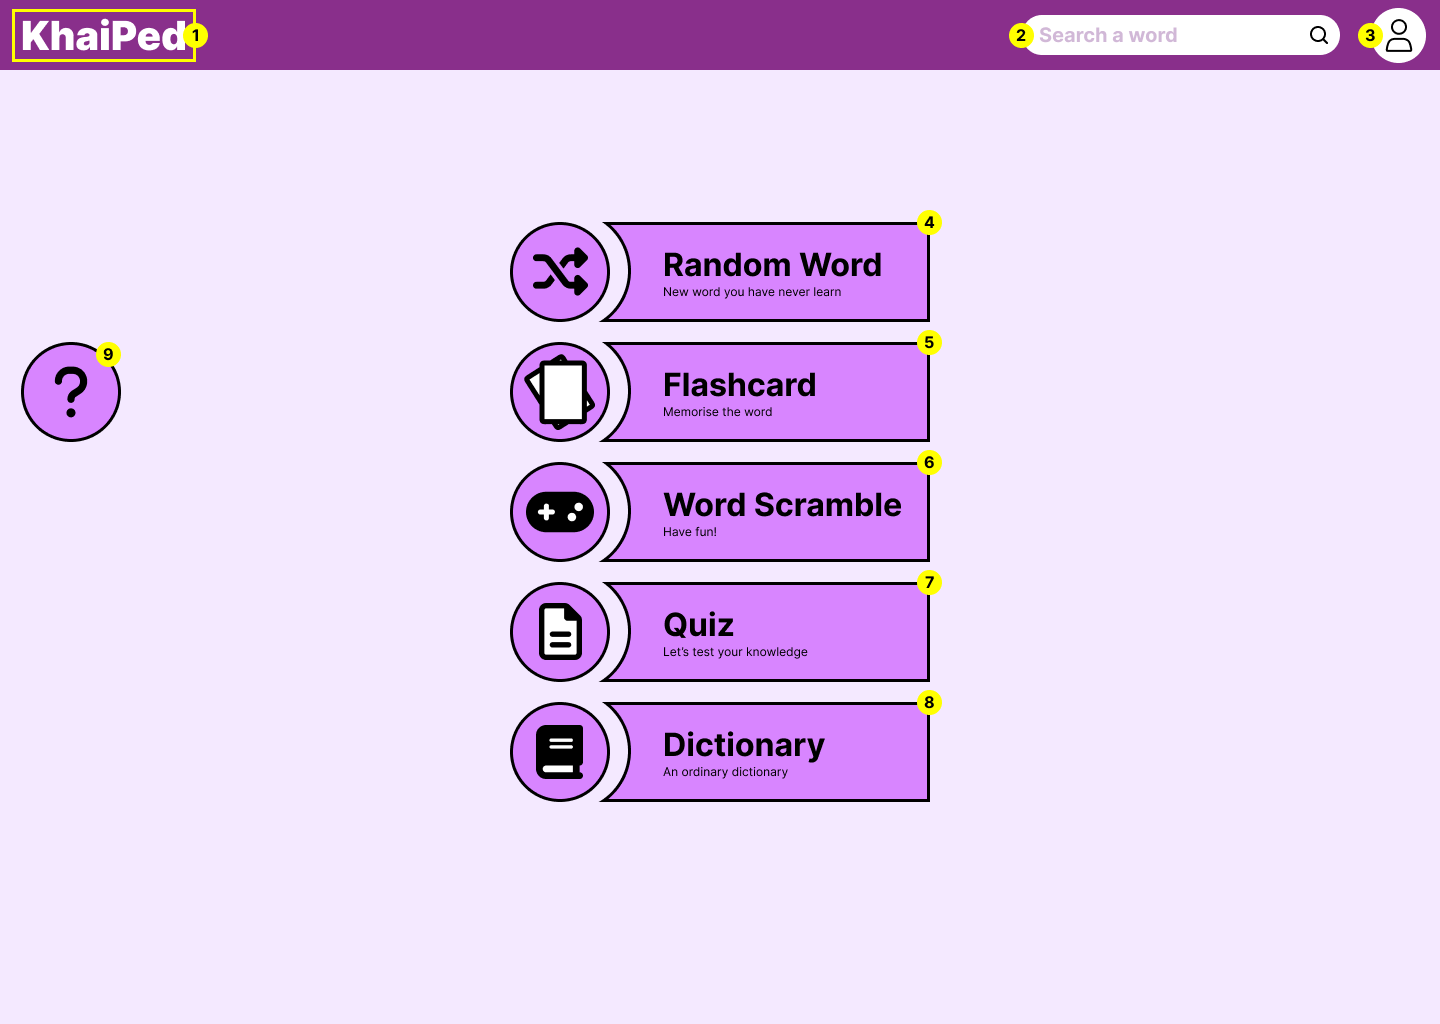 KhaiPed 1
2 Search a word
3
4
Random Word
New word you have never learn
5
Flashcard
Memorise the word
6
Word Scramble
Have fun!
7
Quiz
Let's test your knowledge
8
Dictionary
An ordinary dictionary
9
?